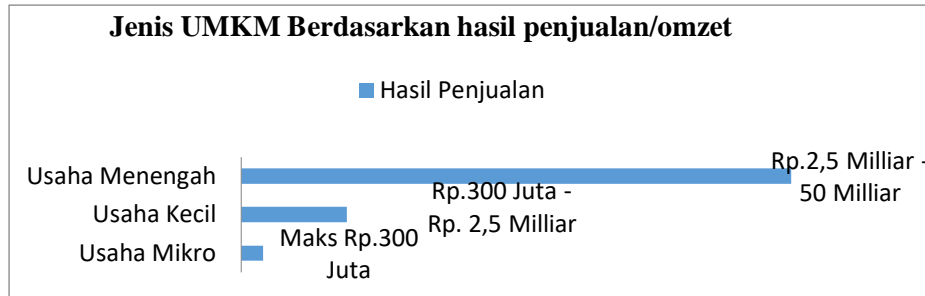 Jenis UMKM Berdasarkan hasil penjualan/omzet
Hasil Penjualan
Usaha Menengah
Rp.2,5 Milliar -
50 Milliar
Usaha Kecil
Rp.300 Juta -
Rp. 2,5 Milliar
Usaha Mikro
Maks Rp.300
Juta